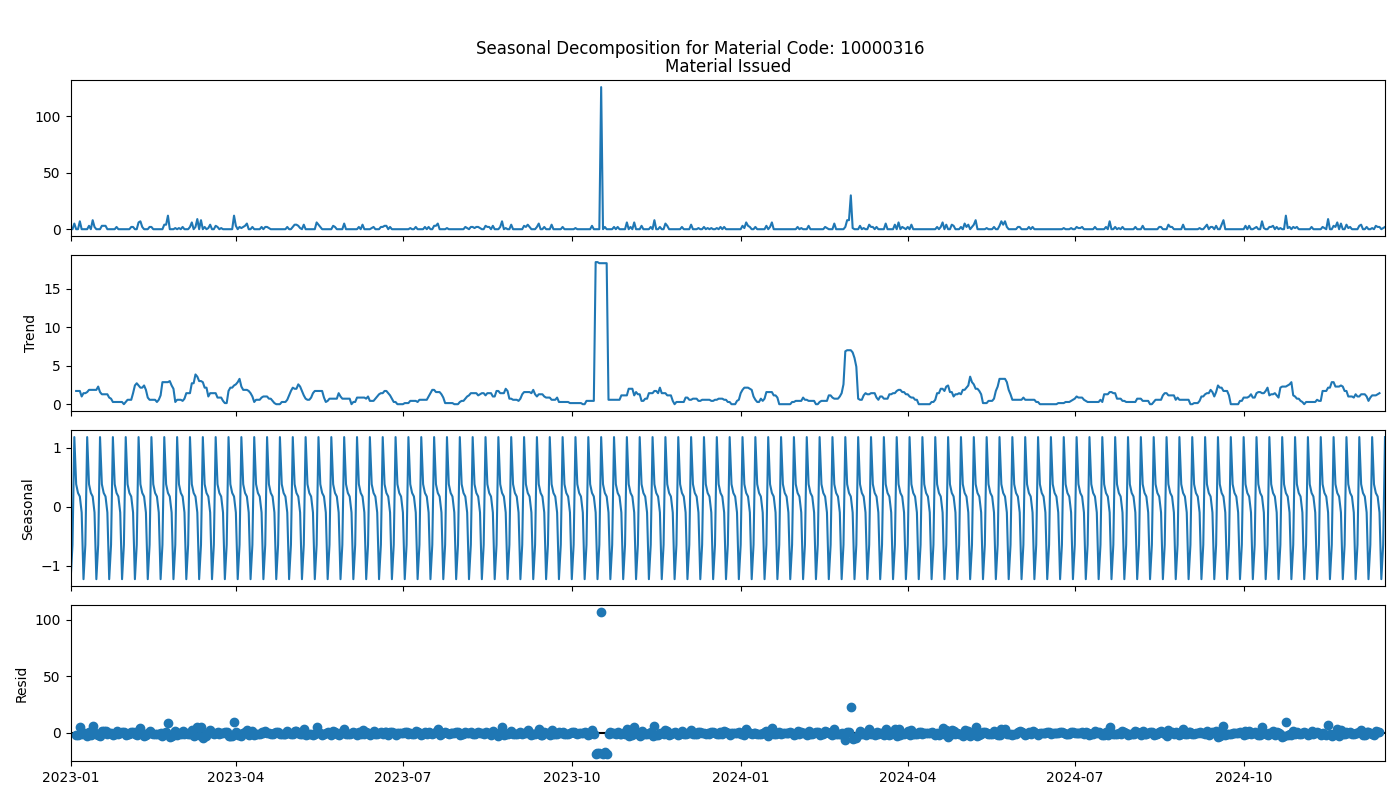 Seasonal Decomposition for Material Code: 10000316
Material Issued
100
50
0
Trend
15
10
5
0
Seasonal
1
0
−1
Resid
100
50
0
2023-01 2023-04 2023-07 2023-10 2024-01 2024-04 2024-07 2024-10